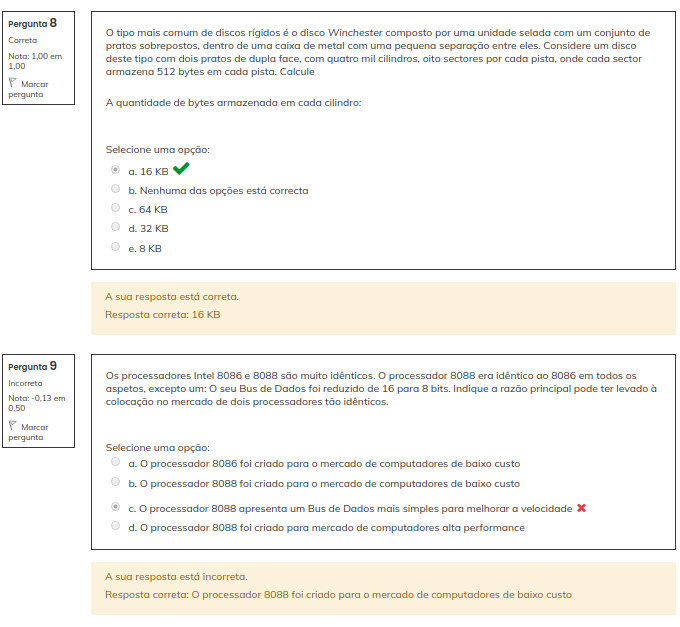 Pergunta 8
Correta
Nota: 1,00 em
1,00
Marcar
pergunta
O tipo mais comum de discos rígidos é o disco Winchester composto por uma unidade selada com um conjunto de
pratos sobrepostos, dentro de uma caixa de metal com uma pequena separação entre eles. Considere um disco
deste tipo com dois pratos de dupla face, com quatro mil cilindros, oito sectores por cada pista, onde cada sector
armazena 512 bytes em cada pista. Calcule
A quantidade de bytes armazenada em cada cilindro:
Selecione uma opção:
a. 16 KB
b. Nenhuma das opções está correcta
c. 64 KB
d. 32 KB
e. 8 KB
A sua resposta está correta.
Resposta correta: 16 KB
Pergunta 9
Incorreta
Nota: -0,13 em
0,50
Marcar
pergunta
Os processadores Intel 8086 e 8088 são muito idênticos. O processador 8088 era idêntico ao 8086 em todos os
aspetos, excepto um: O seu Bus de Dados foi reduzido de 16 para 8 bits. Indique a razão principal pode ter levado à
colocação no mercado de dois processadores tão idênticos.
Selecione uma opção:
a. O processador 8086 foi criado para o mercado de computadores de baixo custo
b. O processador 8088 foi criado para o mercado de computadores de baixo custo
c. O processador 8088 apresenta um Bus de Dados mais simples para melhorar a velocidade
d. O processador 8088 foi criado para mercado de computadores alta performance
A sua resposta está incorreta.
Resposta correta: O processador 8088 foi criado para o mercado de computadores de baixo custo